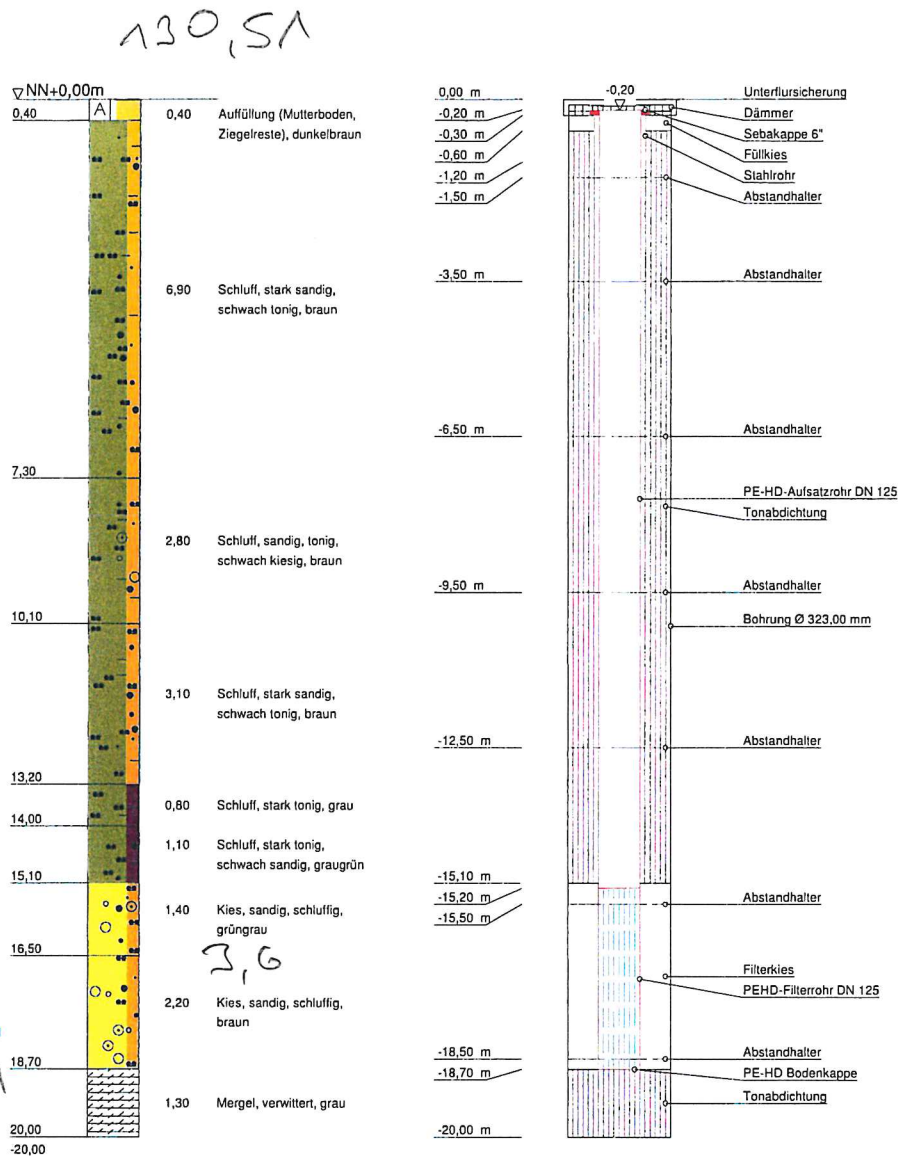 130,51
NN+0,00m
0,40
A
0,40 Auffüllung (Mutterboden,
Ziegelreste), dunkelbraun
6,90 Schluff, stark sandig,
schwach tonig, braun
7,30
2,80 Schluff, sandig, tonig,
schwach kiesig, braun
10,10
3,10 Schluff, stark sandig,
schwach tonig, braun
13,20
0,80 Schluff, stark tonig, grau
14,00
1,10 Schluff, stark tonig,
schwach sandig, graugrün
15,10
1,40 Kies, sandig, schluffig,
grüngrau
16,50
3,6
2,20 Kies, sandig, schluffig,
braun
18,70
1,30 Mergel, verwittert, grau
20,00
-20,00
0,00 m
-0,20 m
-0,30 m
-0,60 m
-1,20 m
-1,50 m
-3,50 m
-6,50 m
-9,50 m
-12,50 m
-15,10 m
-15,20 m
-15,50 m
-18,50 m
-18,70 m
-20,00 m
-0,20
Unterflursicherung
Dämmer
Sebakappe 6"
Füllkies
Stahlrohr
Abstandhalter
Abstandhalter
Abstandhalter
PE-HD-Aufsatzrohr DN 125
Tonabdichtung
Abstandhalter
Bohrung Ø 323,00 mm
Abstandhalter
Abstandhalter
Filterkies
PEHD-Filterrohr DN 125
Abstandhalter
PE-HD Bodenkappe
Tonabdichtung